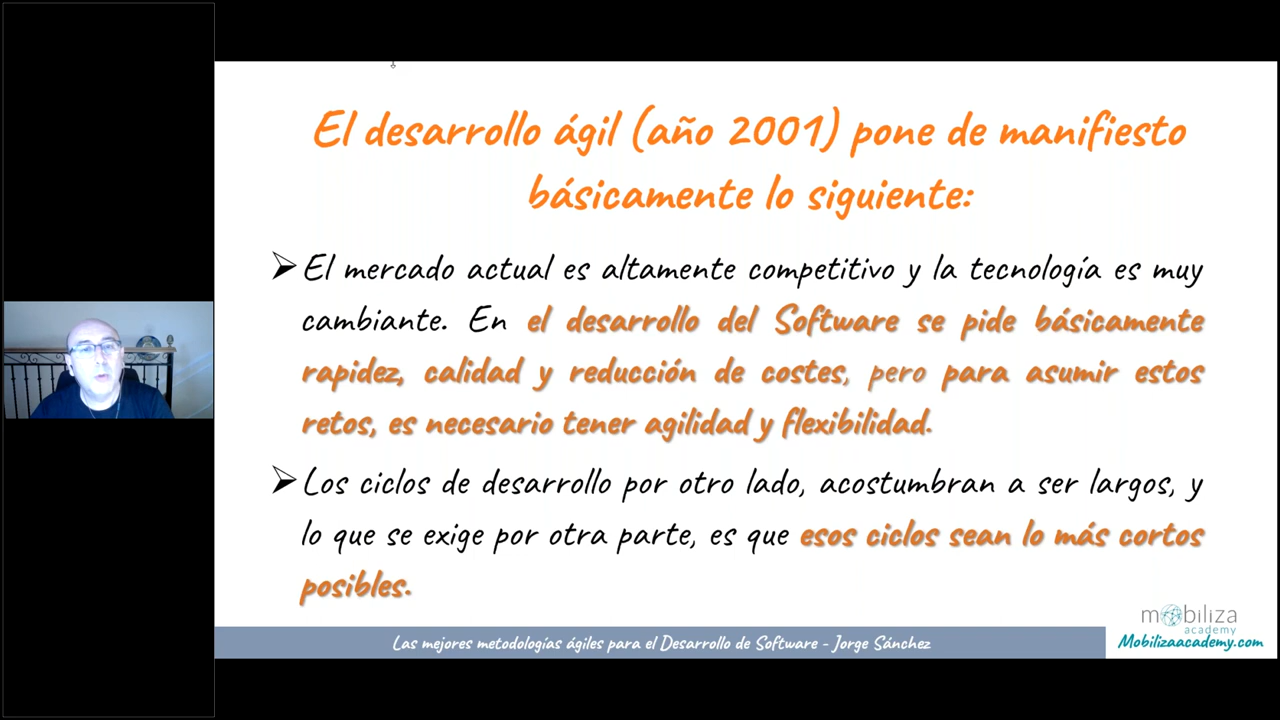 El desarrollo ágil (año 2001) pone de manifiesto
básicamente lo siguiente:
El mercado actual es altamente competitivo y la tecnología es muy
cambiante. En el desarrollo del Software se pide básicamente
rapidez, calidad y reducción de costes, pero para asumir estos
retos, es necesario tener agilidad y flexibilidad.
Los ciclos de desarrollo por otro lado, acostumbran a ser largos, y
lo que se exige por otra parte, es que esos ciclos sean lo más cortos
posibles.
mobiliza
academy
Las mejores metodologías ágiles para el Desarrollo de Software - Jorge Sánchez
Mobilizaacademy.com